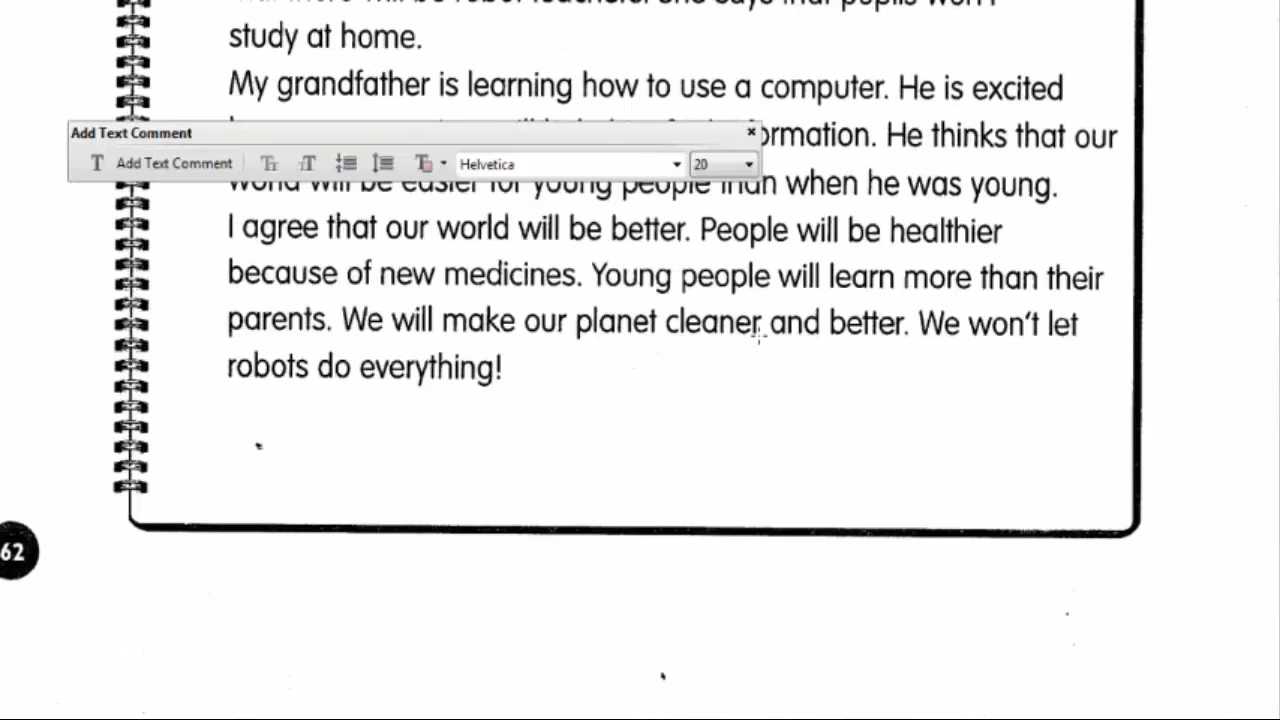 study at home.
My grandfather is learning how to use a computer. He is excited
Add Text Comment
ormation. He thinks that our
Add Text Comment Helvetica 20
world will be easier for young people than when he was young.
I agree that our world will be better. People will be healthier
because of new medicines. Young people will learn more than their
parents. We will make our planet cleaner and better. We won't let
robots do everything!
62